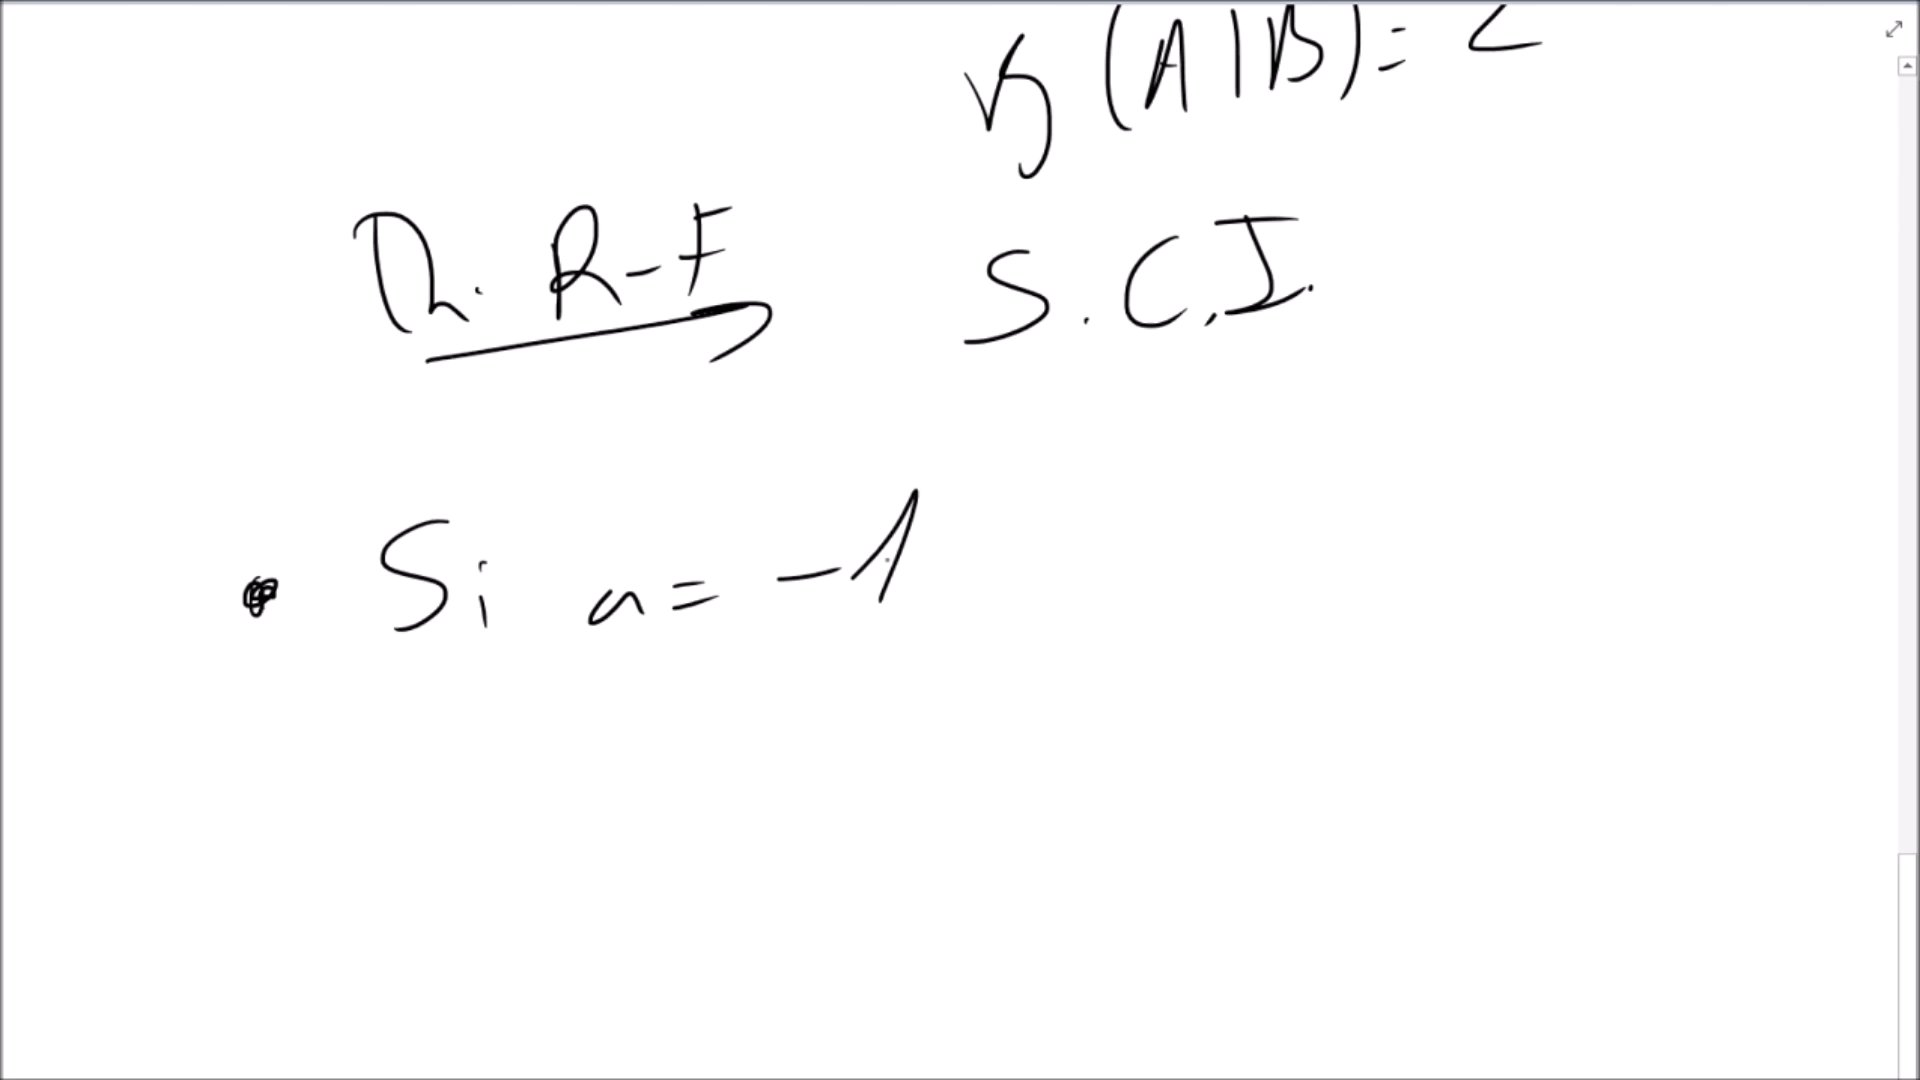 rg (A|B) = 2
Th. R-F S.C.I.
• Si a = -1